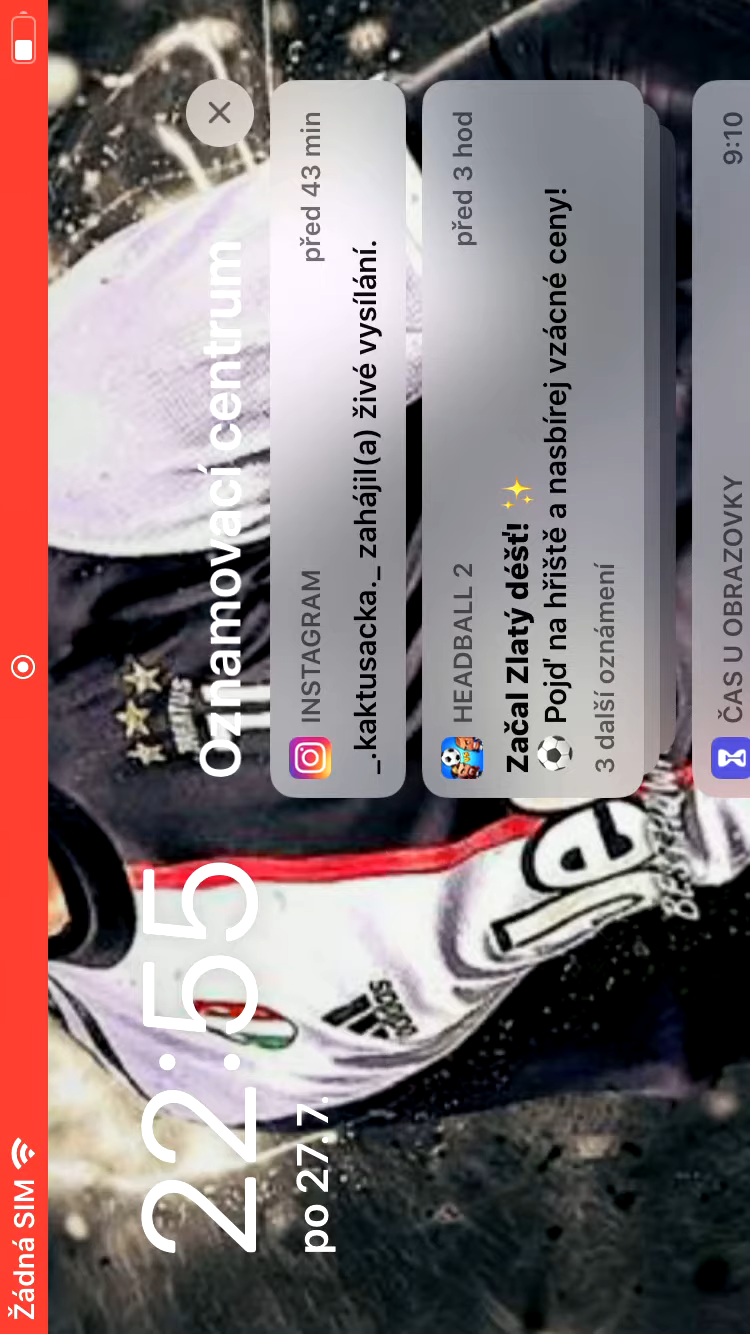 Žádná SIM
22:55
po 27.7.
Oznamovací centrum
INSTAGRAM
před 43 min
_.kaktusacka._ zahájil(a) živé vysílání.
HEADBALL 2
před 3 hod
Začal Zlatý déšť! ✨
⚽ Pojď na hřiště a nasbírej vzácné ceny!
3 další oznámení
ČAS U OBRAZOVKY
9:10
adidas
Jeep